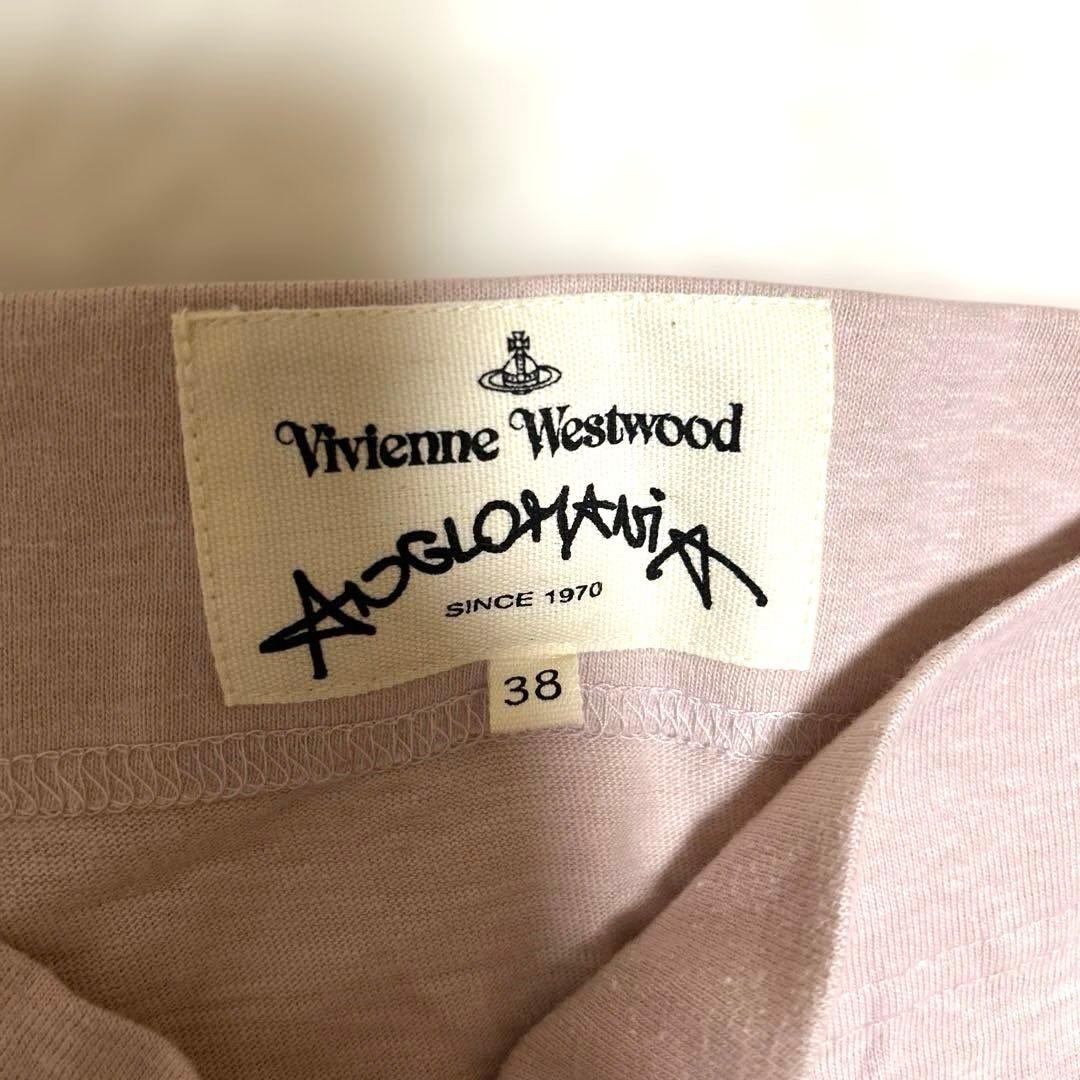 Vivienne Westwood
ANGLOMANiA
SINCE 1970
38